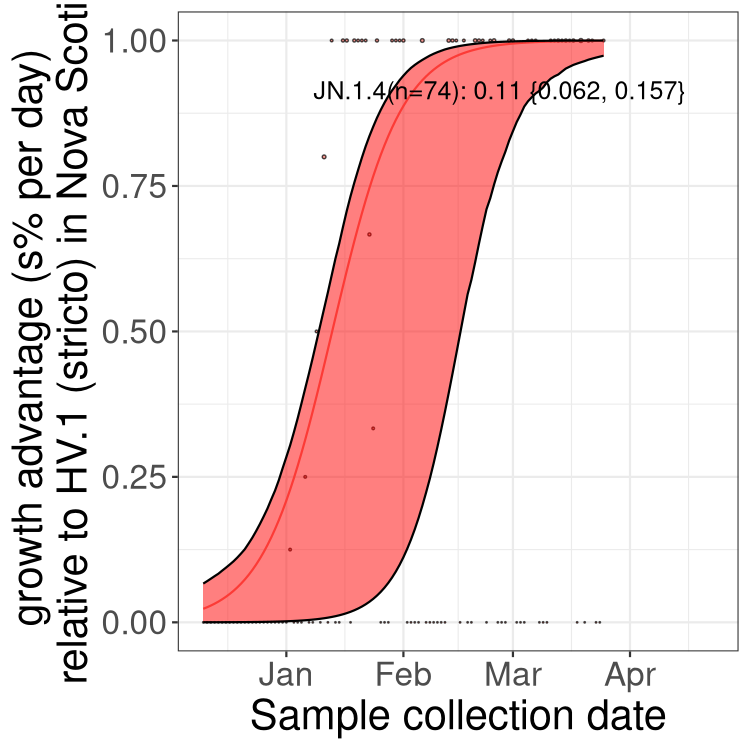 growth advantage (s% per day)
relative to HV.1 (stricto) in Nova Scoti
1.00
0.75
0.50
0.25
0.00
JN.1.4(n=74): 0.11 {0.062, 0.157}
Jan Feb Mar Apr
Sample collection date